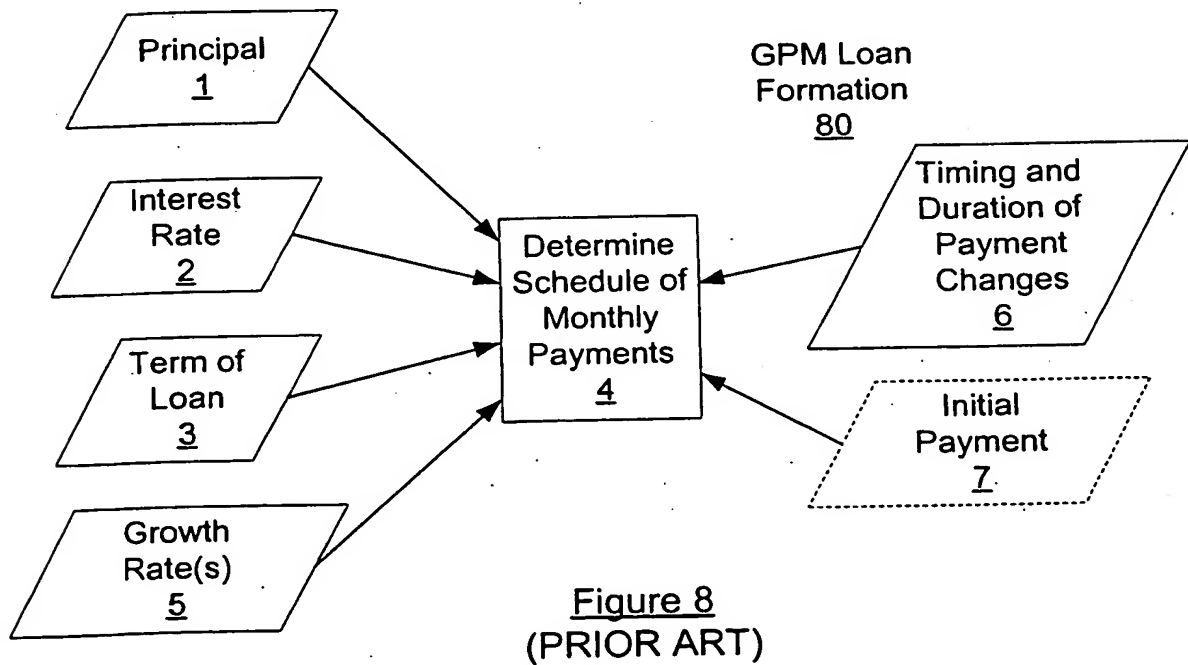 Principal
1
Interest
Rate
2
Term of
Loan
3
Growth
Rate(s)
5
Determine
Schedule of
Monthly
Payments
4
GPM Loan
Formation
80
Timing and
Duration of
Payment
Changes
6
Initial
Payment
7
Figure 8
(PRIOR ART)